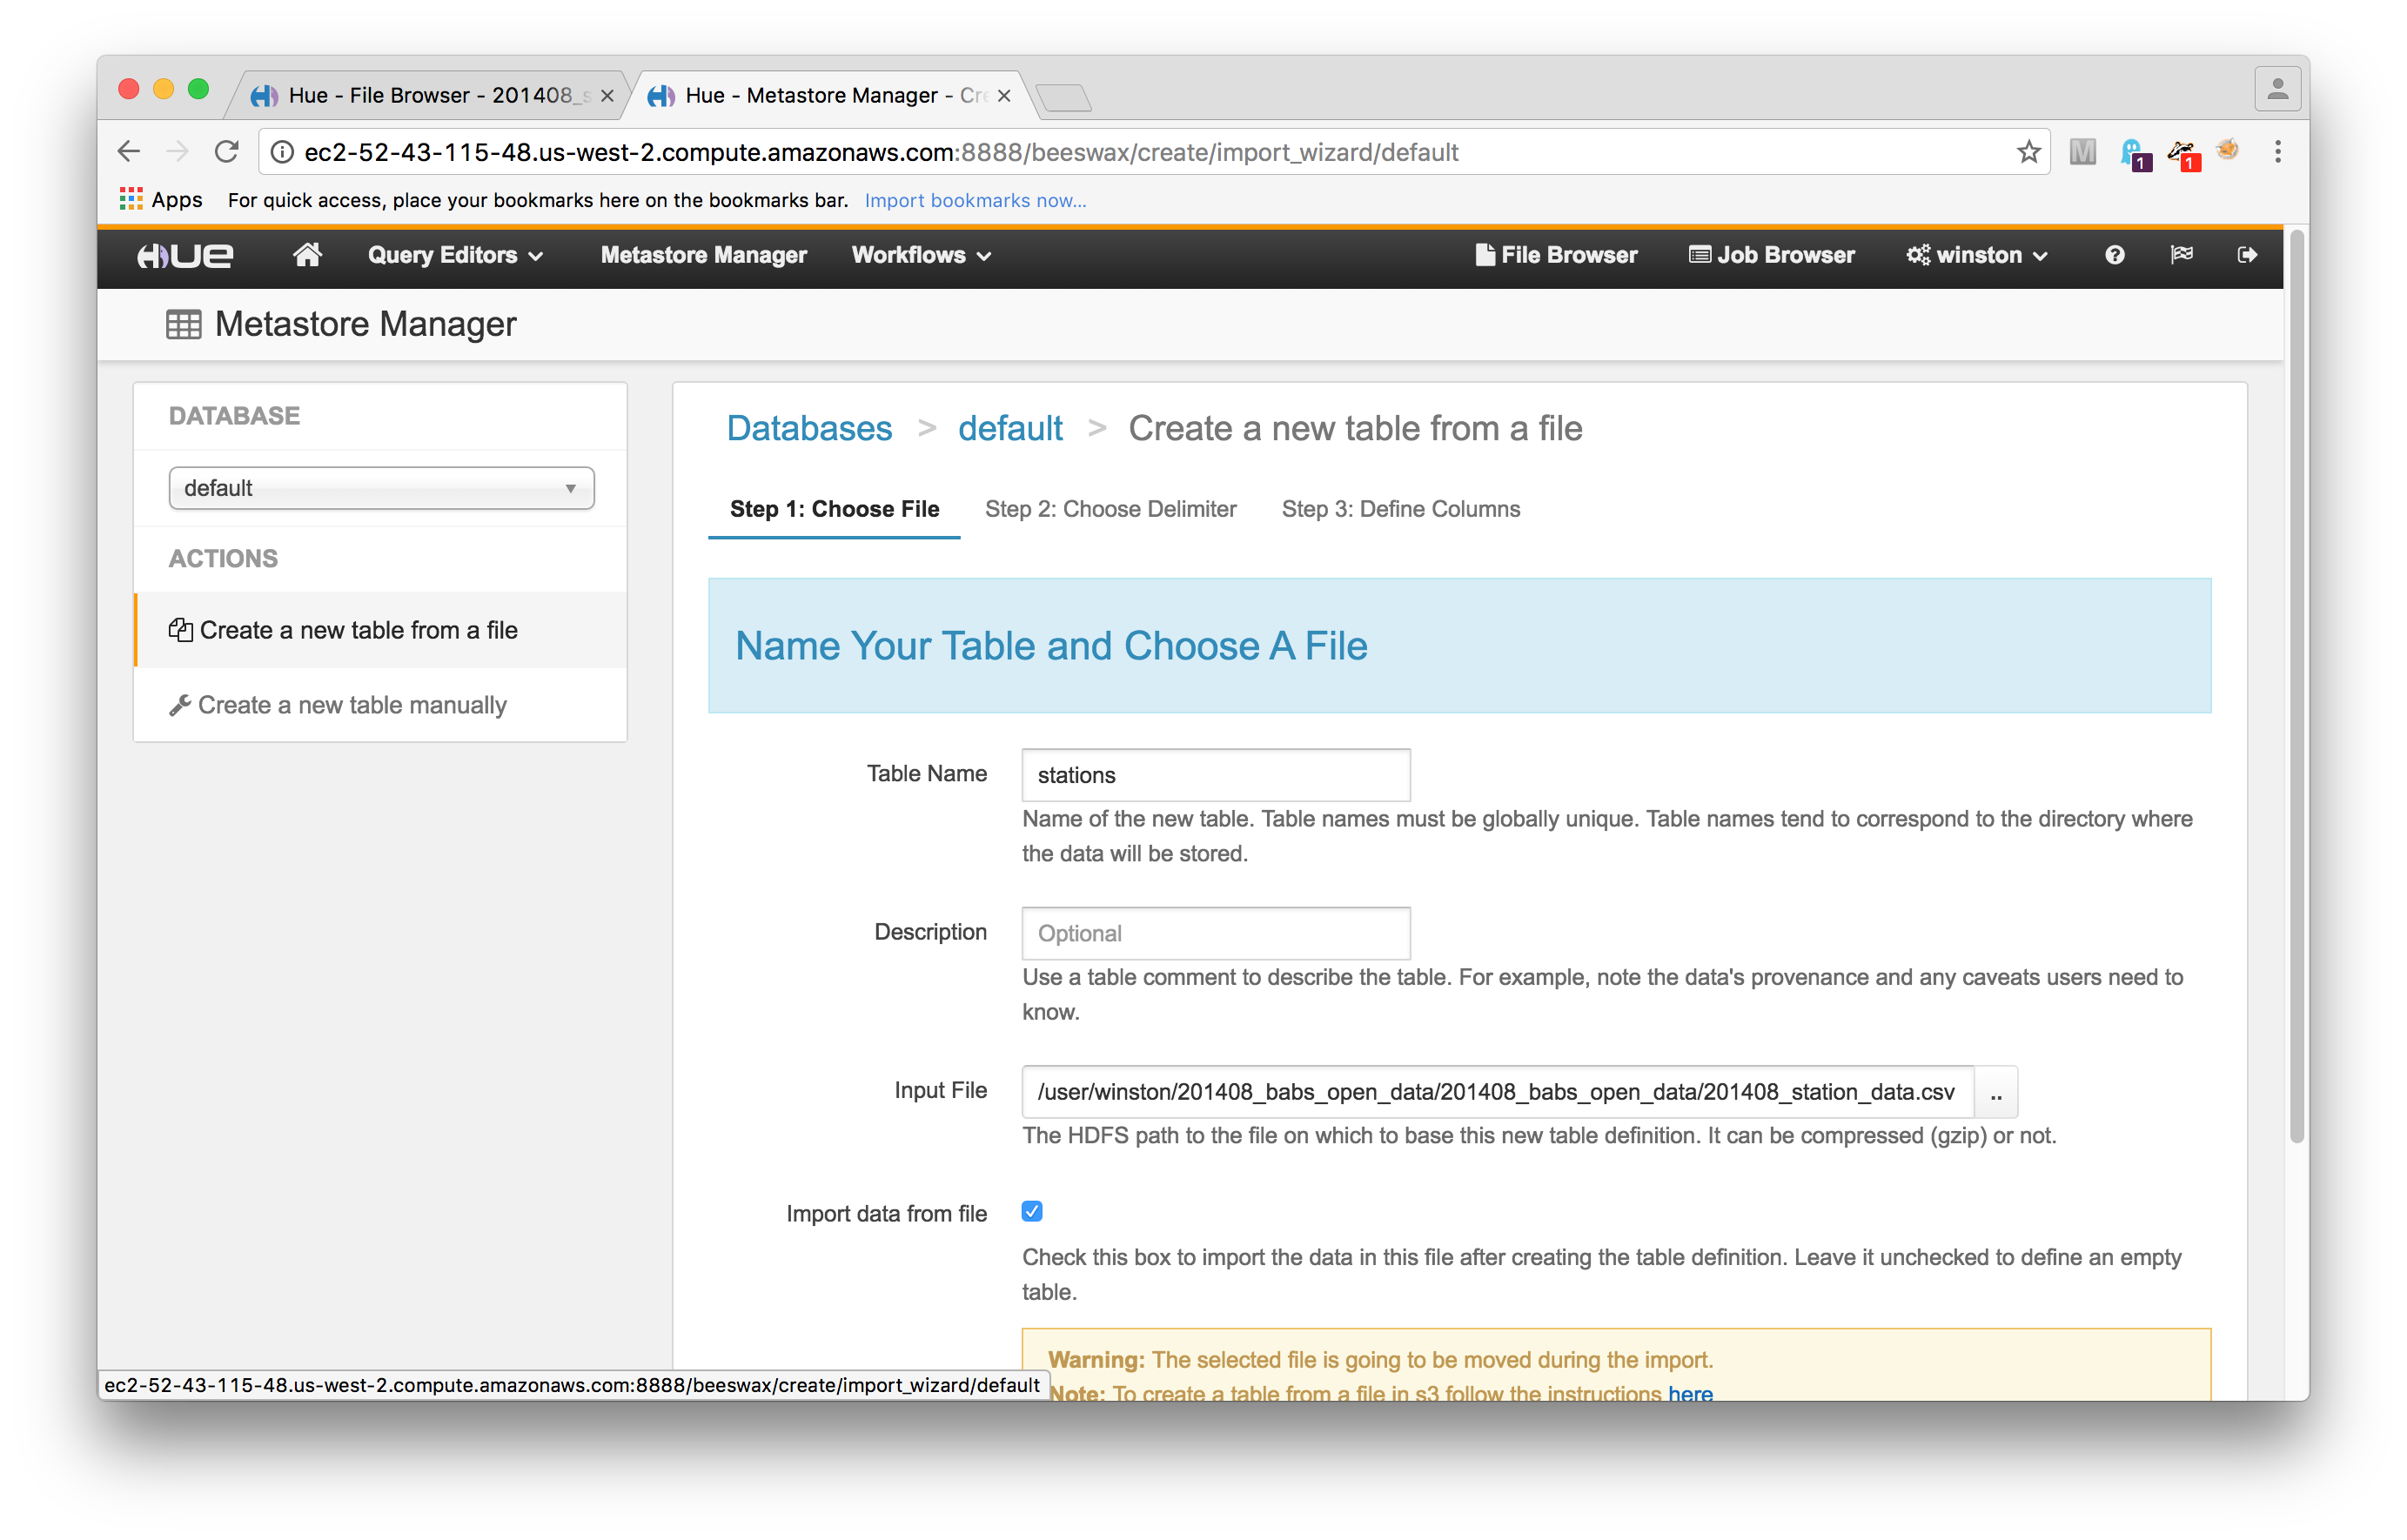 Hue - File Browser - 201408_s
Hue - Metastore Manager - Cre
ec2-52-43-115-48.us-west-2.compute.amazonaws.com:8888/beeswax/create/import_wizard/default
M
1
1
Apps
For quick access, place your bookmarks here on the bookmarks bar.
Import bookmarks now...
HUE
Query Editors
Metastore Manager
Workflows
File Browser
Job Browser
winston
Metastore Manager
DATABASE
default
ACTIONS
Create a new table from a file
Create a new table manually
Databases > default > Create a new table from a file
Step 1: Choose File
Step 2: Choose Delimiter
Step 3: Define Columns
Name Your Table and Choose A File
Table Name
stations
Name of the new table. Table names must be globally unique. Table names tend to correspond to the directory where
the data will be stored.
Description
Optional
Use a table comment to describe the table. For example, note the data's provenance and any caveats users need to
know.
Input File
/user/winston/201408_babs_open_data/201408_babs_open_data/201408_station_data.csv
..
The HDFS path to the file on which to base this new table definition. It can be compressed (gzip) or not.
Import data from file
Check this box to import the data in this file after creating the table definition. Leave it unchecked to define an empty
table.
Warning: The selected file is going to be moved during the import.
Note: To create a table from a file in s3 follow the instructions here
ec2-52-43-115-48.us-west-2.compute.amazonaws.com:8888/beeswax/create/import_wizard/default